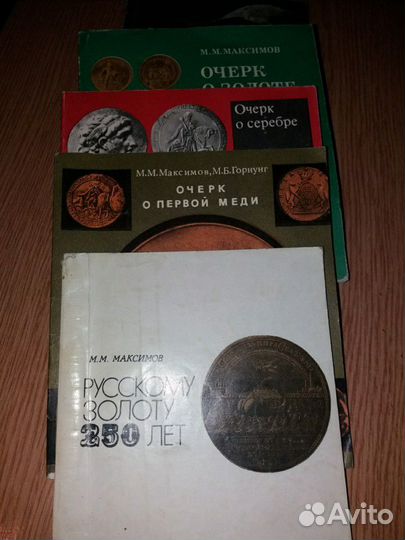 М. М. МАКСИМОВ
ОЧЕРК
О ЗОЛОТЕ
Очерк
о серебре
М. М. Максимов, М. Б. Горнунг
ОЧЕРК
О ПЕРВОЙ МЕДИ
М. М. МАКСИМОВ
РУССКОМУ
ЗОЛОТУ
250 ЛЕТ
Avito